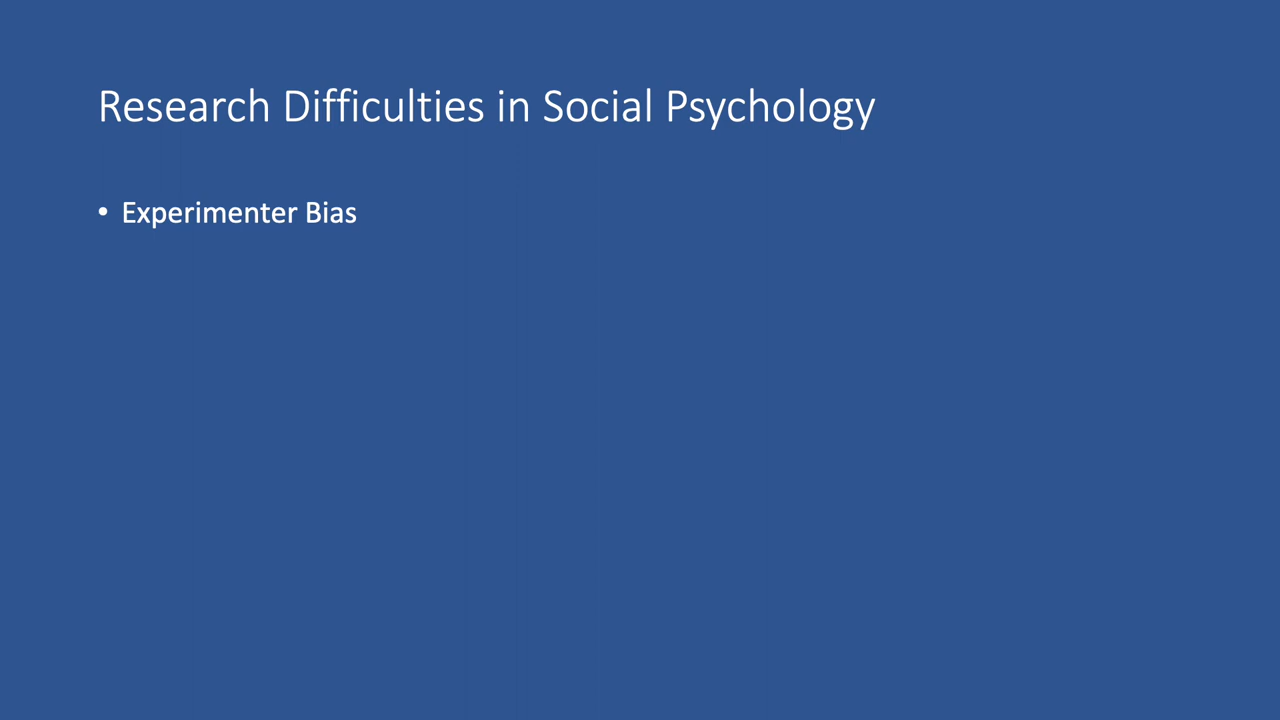 Research Difficulties in Social Psychology
• Experimenter Bias